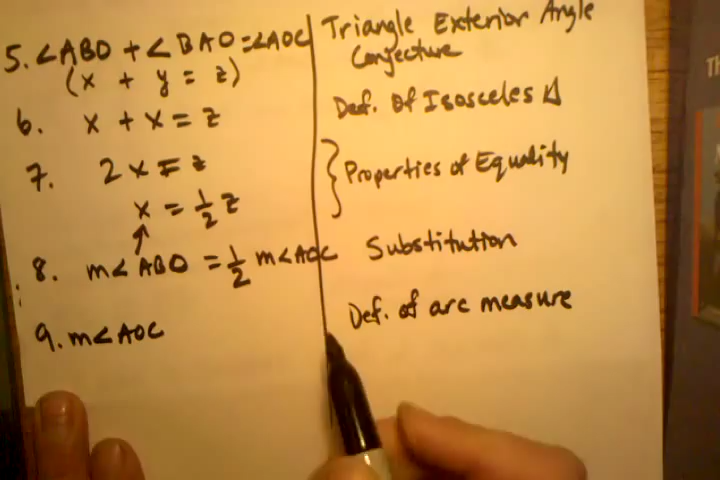 5. ∠ABO + ∠BAO = ∠AOC
(x + y = z)
Triangle Exterior Angle
Conjecture
6. x + x = z
Def. of Isosceles Δ
7. 2x = z
x = 1/2 z
Properties of Equality
8. m∠ABO = 1/2 m∠AOC
Substitution
9. m∠AOC
Def. of arc measure
TH